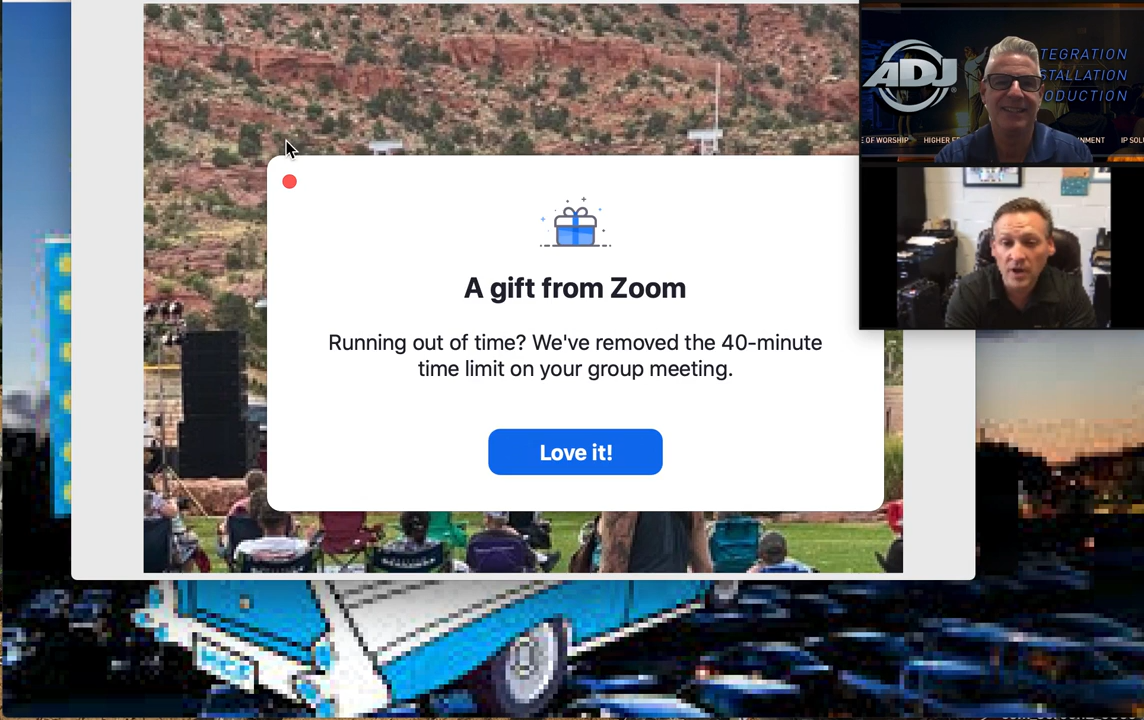 ADJ
TEGRATION
STALLATION
ODUCTION
E OF WORSHIP
HIGHER E
NMENT
IP SOL
A gift from Zoom
Running out of time? We've removed the 40-minute
time limit on your group meeting.
Love it!